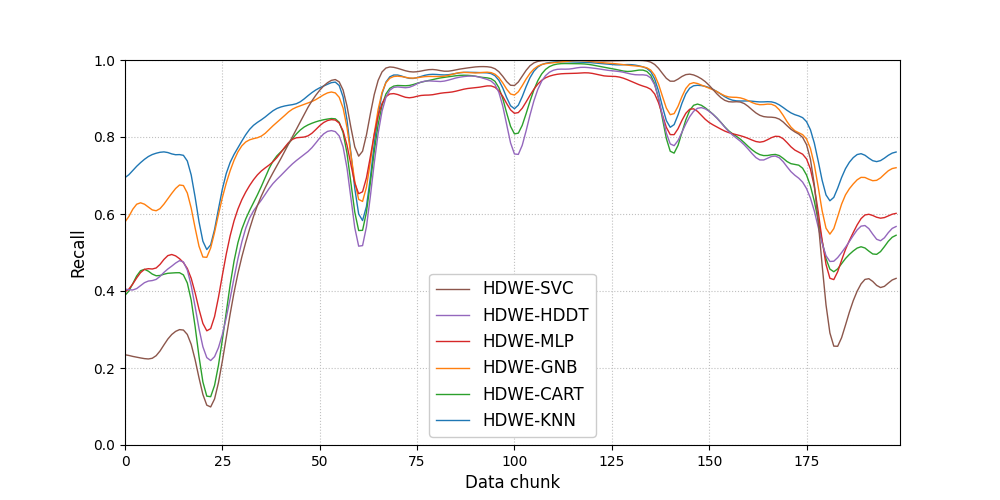 1.0
0.8
0.6
0.4
0.2
0.0
Recall
HDWE-SVC
HDWE-HDDT
HDWE-MLP
HDWE-GNB
HDWE-CART
HDWE-KNN
0 25 50 75 100 125 150 175
Data chunk